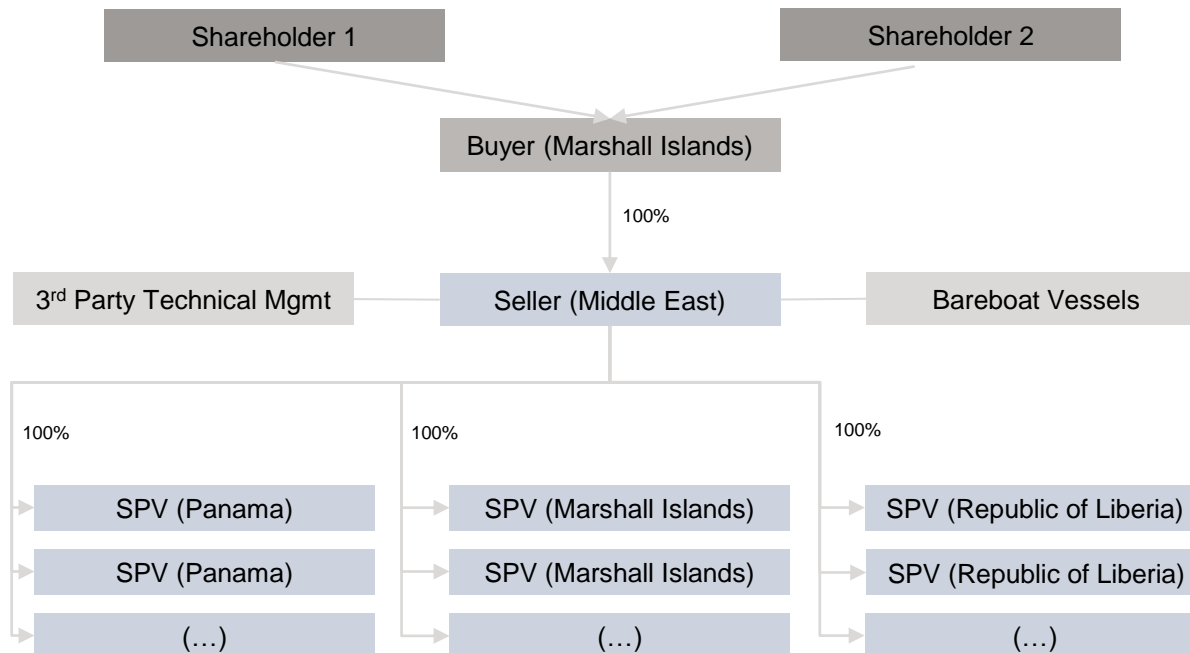 Shareholder 1
Shareholder 2
Buyer (Marshall Islands)
100%
3rd Party Technical Mgmt
Seller (Middle East)
Bareboat Vessels
100%
100%
100%
SPV (Panama)
SPV (Marshall Islands)
SPV (Republic of Liberia)
SPV (Panama)
SPV (Marshall Islands)
SPV (Republic of Liberia)
(…)
(…)
(…)